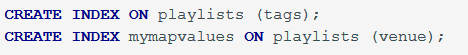 CREATE INDEX ON playlists (tags);
CREATE INDEX mymapvalues ON playlists (venue);